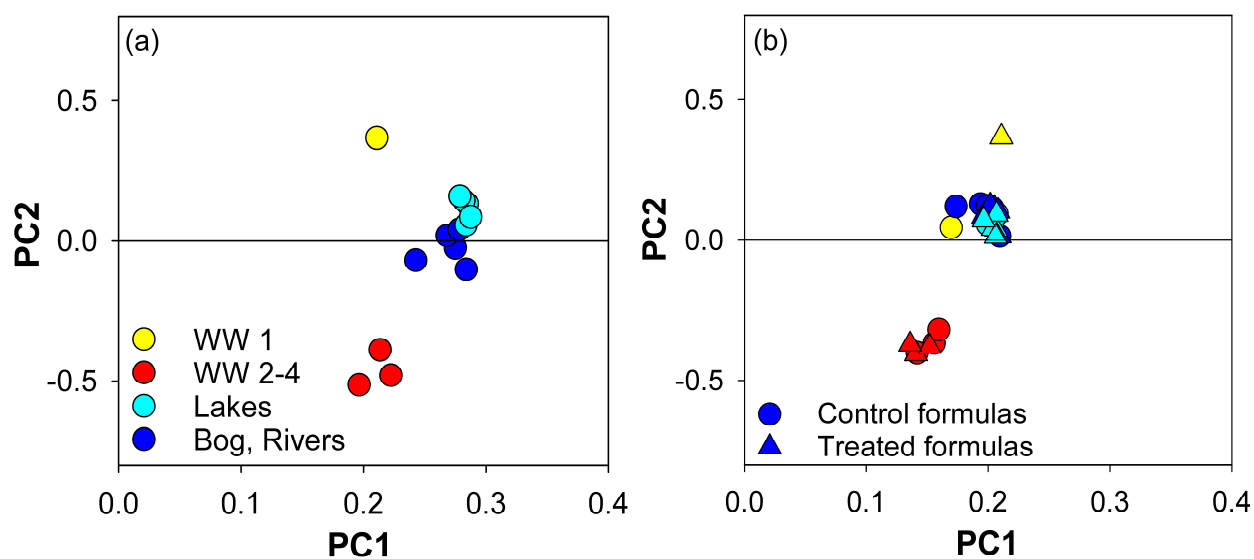 (a)
0.5
0.0
-0.5
PC2
WW 1
WW 2-4
Lakes
Bog, Rivers
0.0 0.1 0.2 0.3 0.4
PC1
(b)
0.5
0.0
-0.5
PC2
Control formulas
Treated formulas
0.0 0.1 0.2 0.3 0.4
PC1